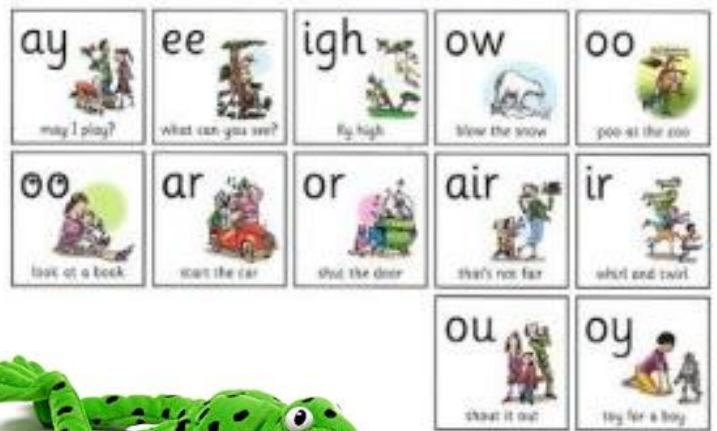 ay
may I play?
ee
what can you see?
igh
fly high
ow
blow the snow
oo
poo at the zoo
oo
look at a book
ar
start the car
or
shut the door
air
that's not fair
ir
whirl and twirl
ou
shout it out
oy
toy for a boy